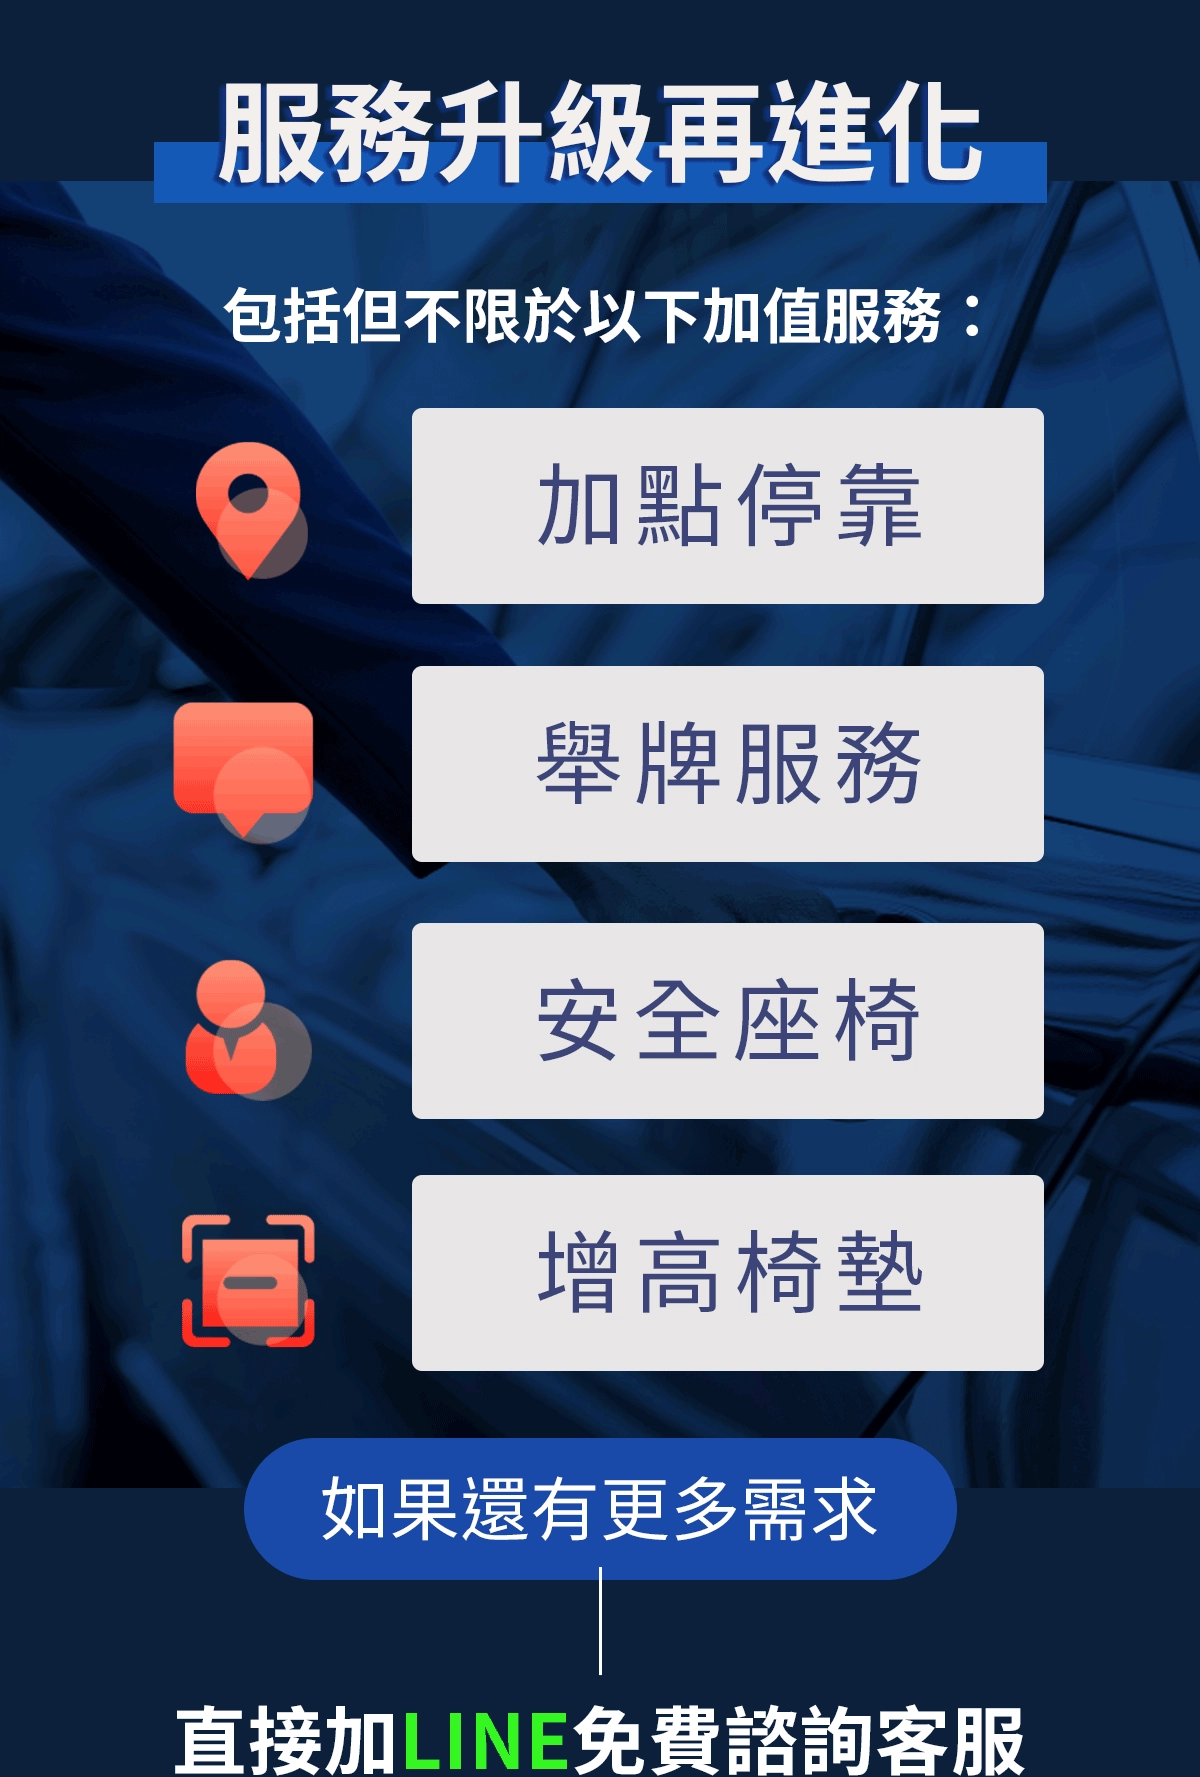 服務升級再進化
包括但不限於以下加值服務：
加點停靠
舉牌服務
安全座椅
增高椅墊
如果還有更多需求
直接加LINE免費諮詢客服